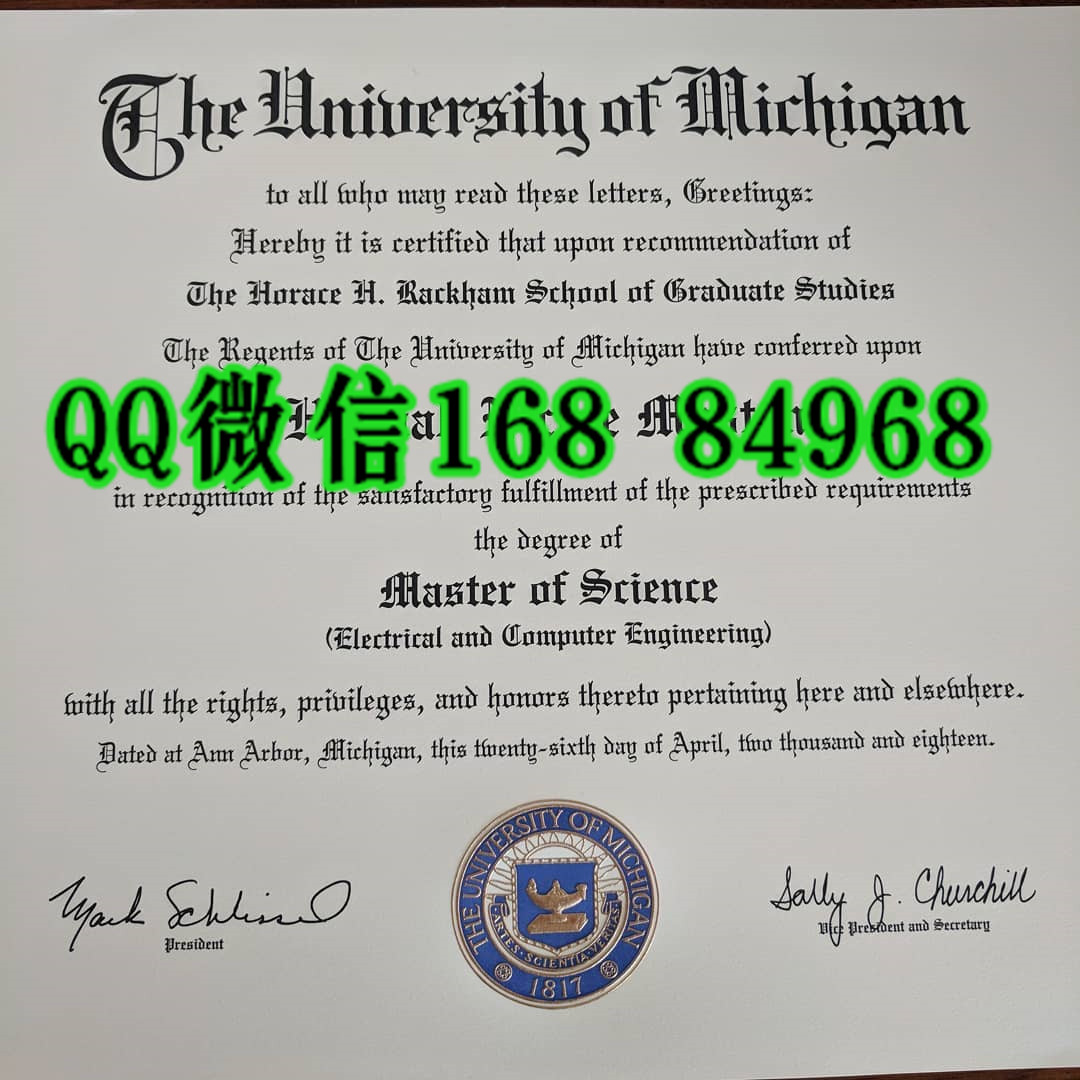 The University of Michigan
to all who may read these letters, Greetings:
Hereby it is certified that upon recommendation of
The Horace H. Rackham School of Graduate Studies
The Regents of The University of Michigan have conferred upon
QQ微信168 84968
in recognition of the satisfactory fulfillment of the prescribed requirements
the degree of
Master of Science
(Electrical and Computer Engineering)
with all the rights, privileges, and honors thereto pertaining here and elsewhere.
Dated at Ann Arbor, Michigan, this twenty-sixth day of April, two thousand and eighteen.
THE UNIVERSITY OF MICHIGAN
ARTES · SCIENTIA · VERITAS
1817
Mark Schlissel
President
Sally J. Churchill
Vice President and Secretary